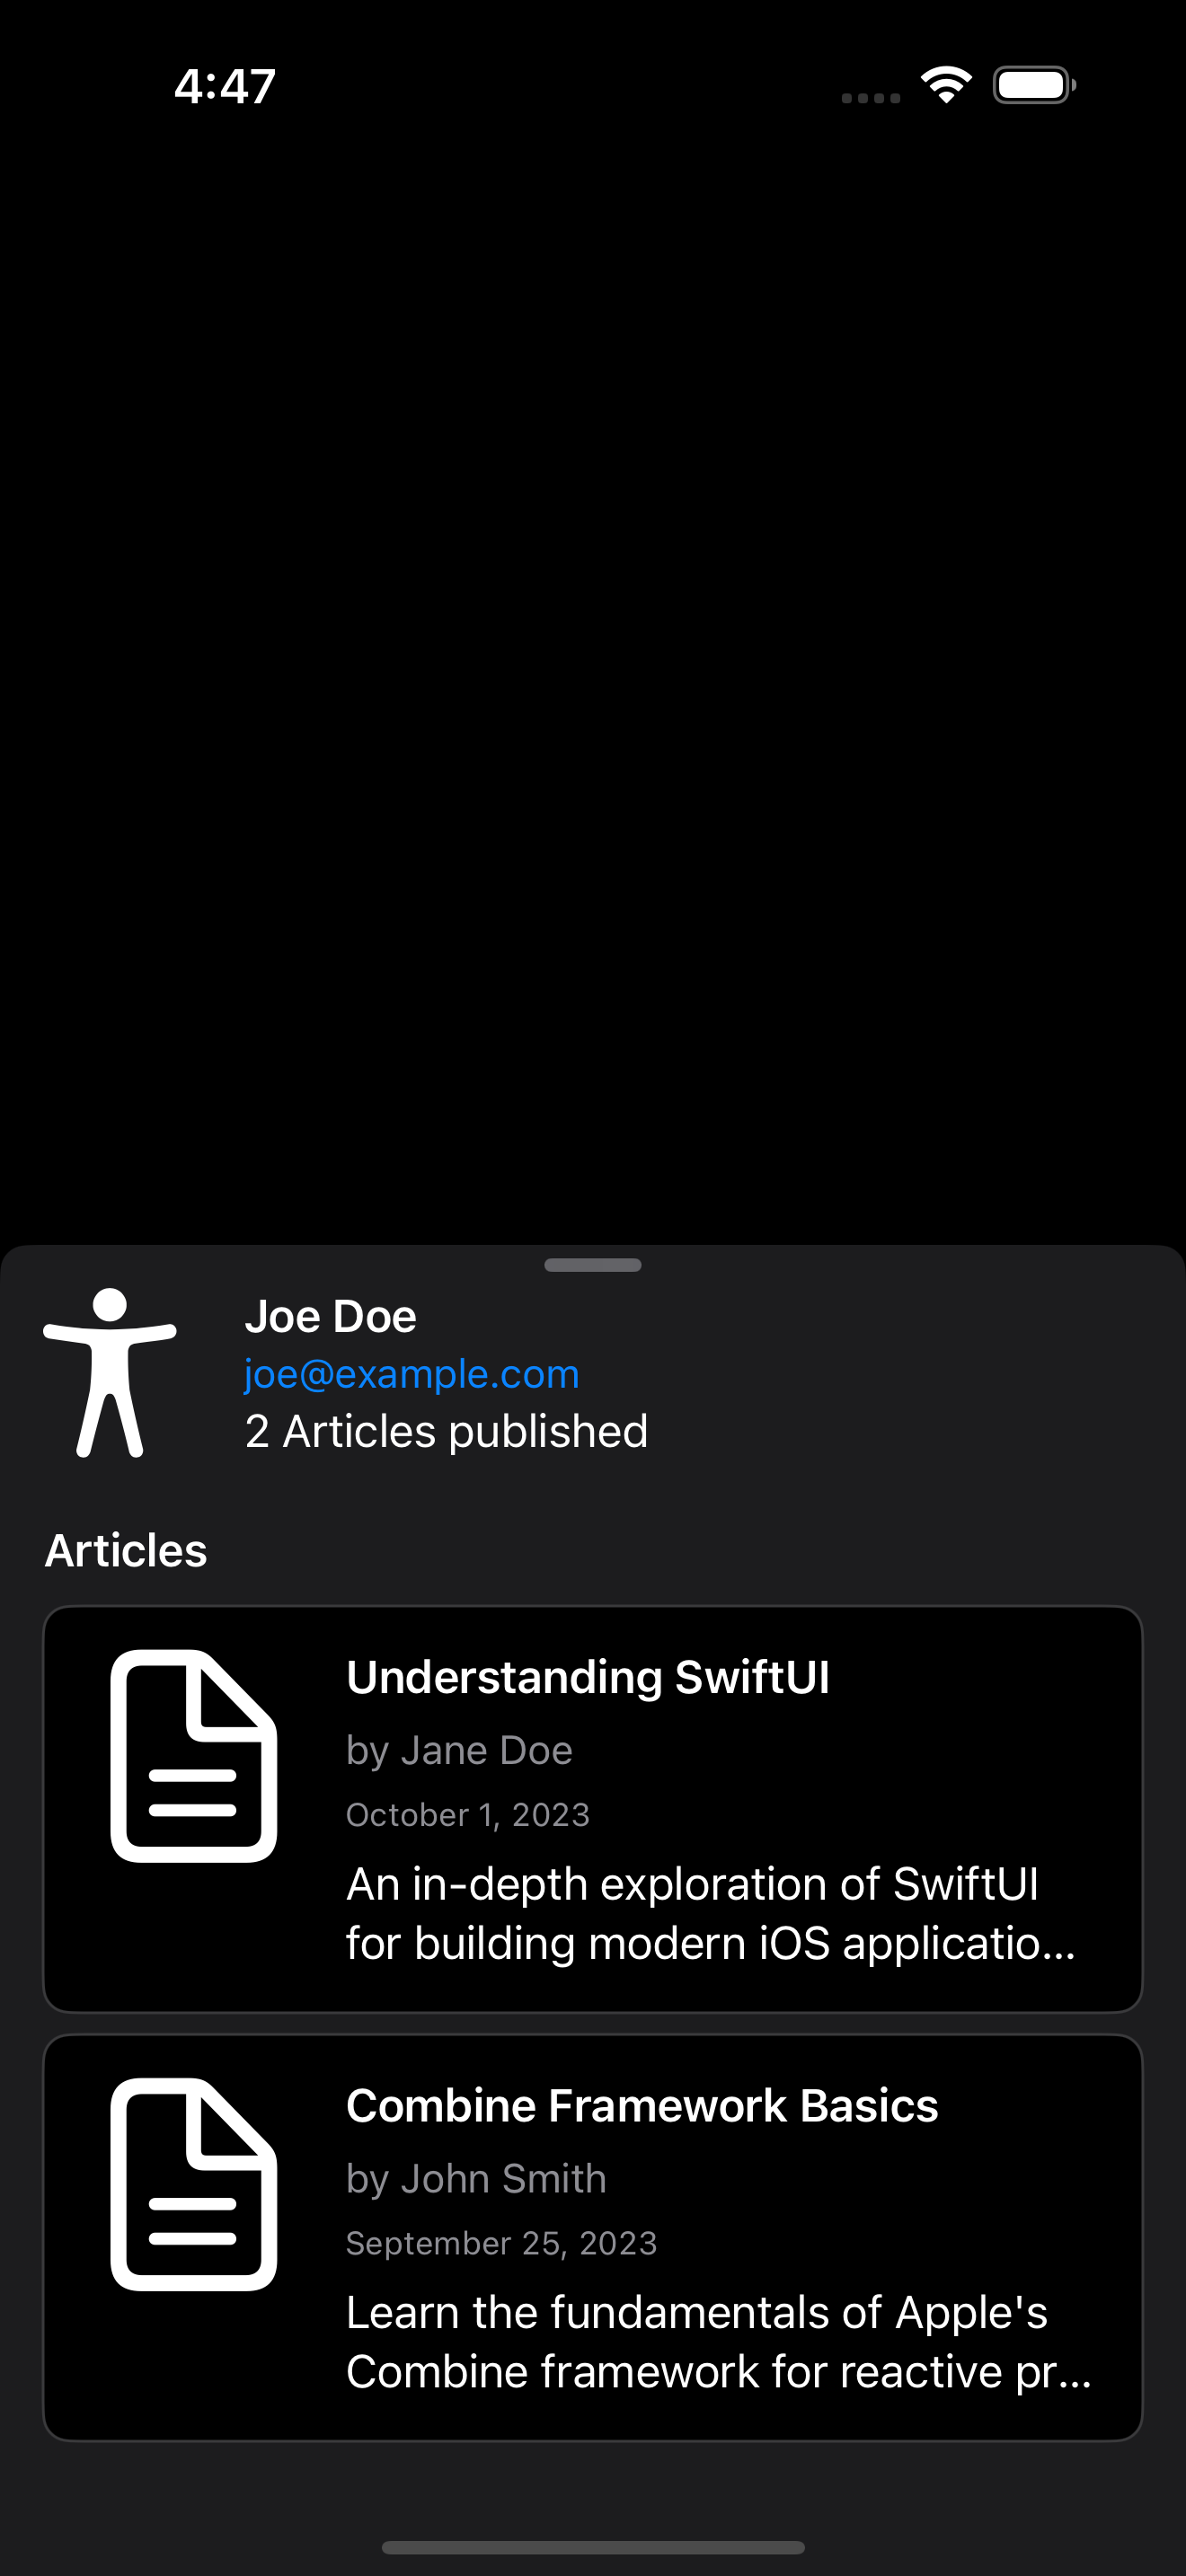 4:47
Joe Doe
joe@example.com
2 Articles published
Articles
Understanding SwiftUI
by Jane Doe
October 1, 2023
An in-depth exploration of SwiftUI
for building modern iOS applicatio...
Combine Framework Basics
by John Smith
September 25, 2023
Learn the fundamentals of Apple's
Combine framework for reactive pr...